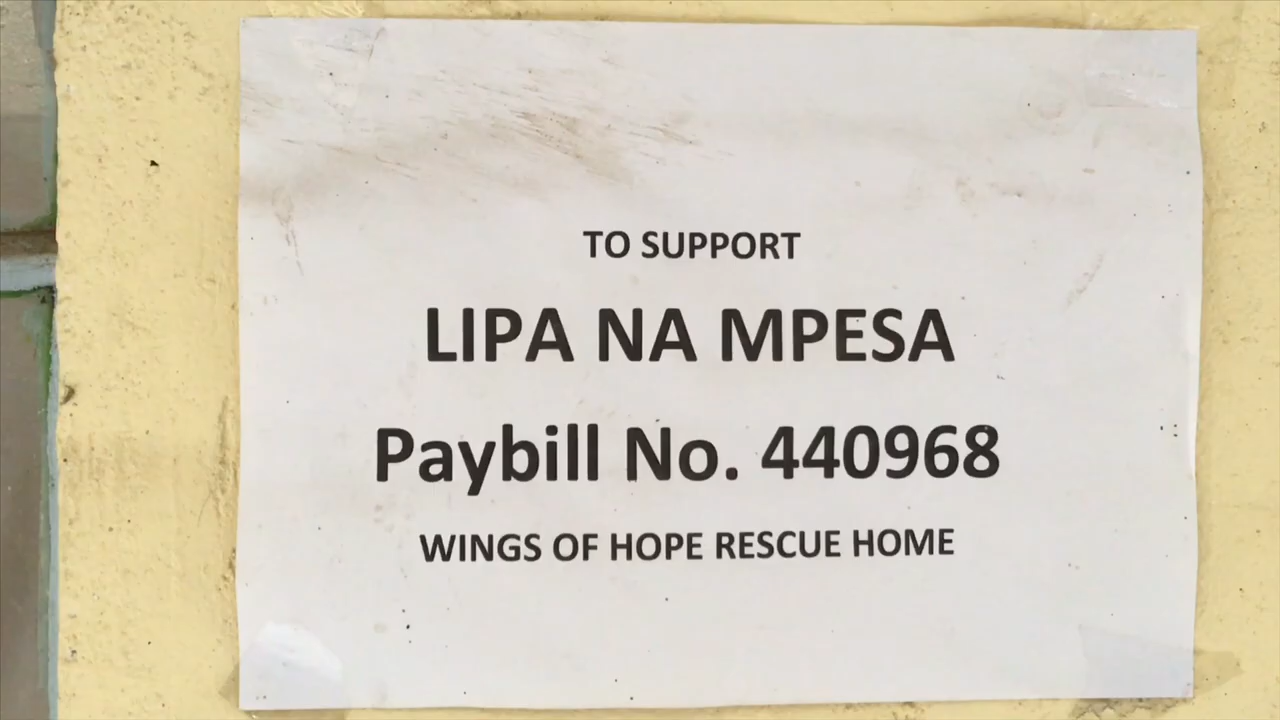 TO SUPPORT
LIPA NA MPESA
Paybill No. 440968
WINGS OF HOPE RESCUE HOME